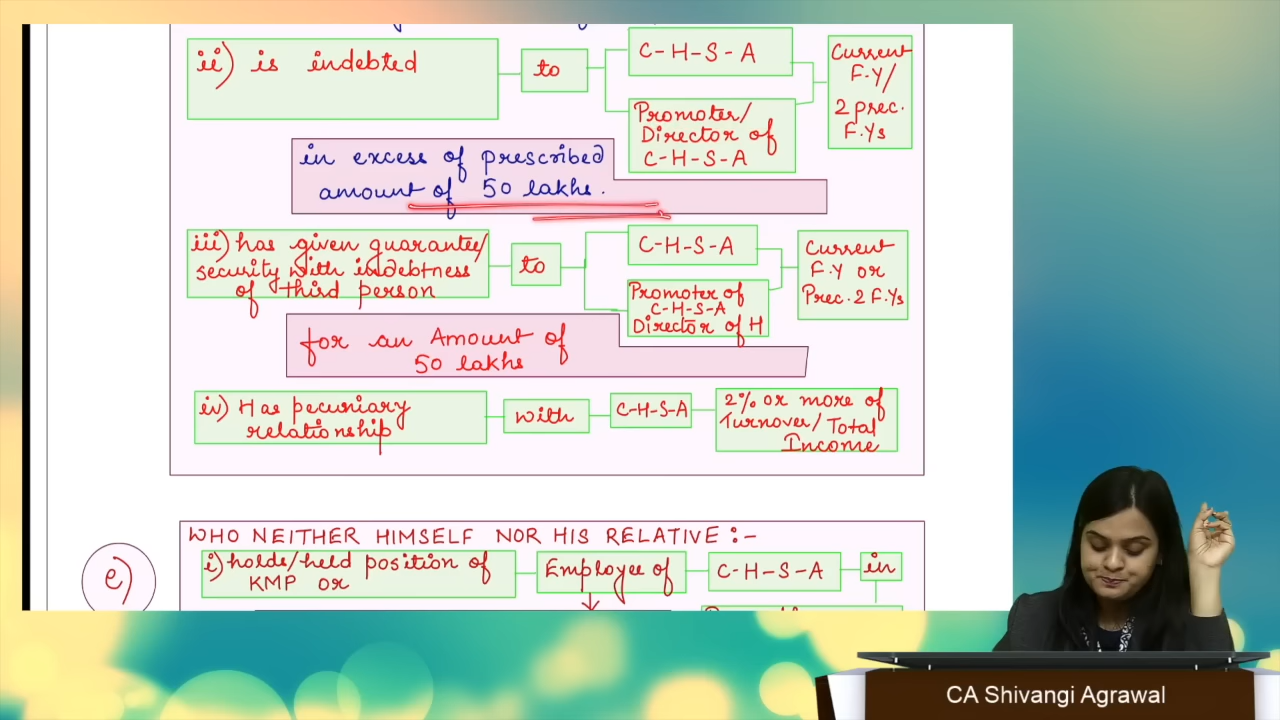 ii) is indebted
to
C-H-S-A
Promoter/
Director of
C-H-S-A
Current
F.Y/
2 prec.
F.Ys
in excess of prescribed
amount of 50 lakhs.
iii) has given guarantee/
security with indebtness
of third person
to
C-H-S-A
Promoter of
C-H-S-A
Director of H
Current
F.Y or
Prec. 2 F.Ys
for an Amount of
50 lakhs
iv) Has pecuniary
relationship
with
C-H-S-A
2% or more of
Turnover/ Total
Income
e)
WHO NEITHER HIMSELF NOR HIS RELATIVE :-
i) holds/held position of
KMP or
Employee of
C-H-S-A
in
CA Shivangi Agrawal